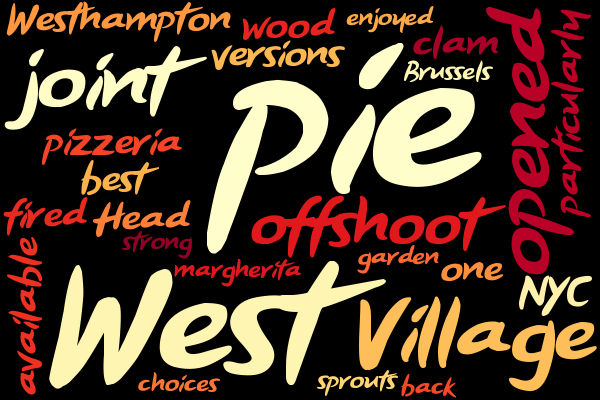 Westhampton
wood
enjoyed
versions
clam
Brussels
joint
pie
opened
particularly
pizzeria
best
fired
Head
offshoot
strong
margherita
garden
one
available
West
Village
NYC
choices
sprouts
back